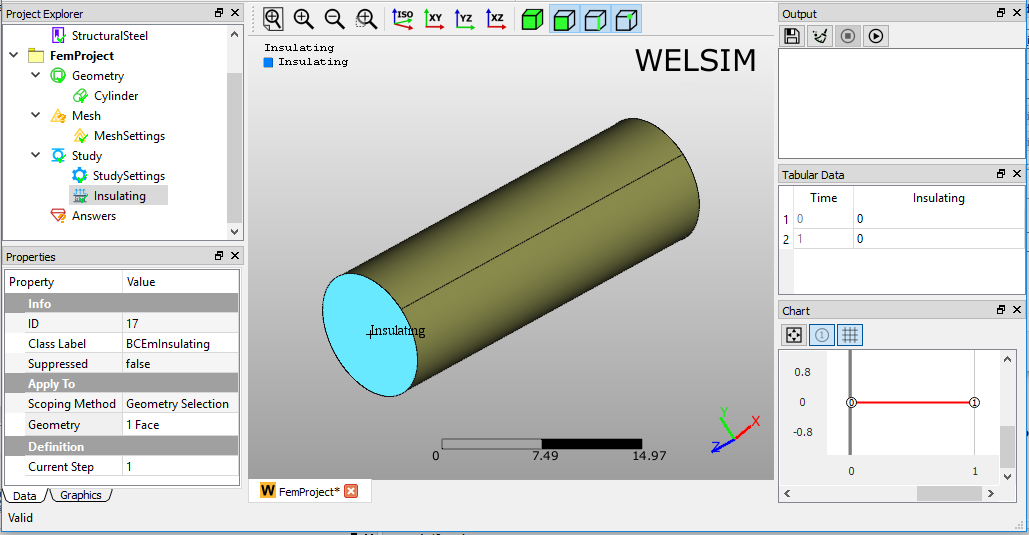 Project Explorer
StructuralSteel
FemProject
Geometry
Cylinder
Mesh
MeshSettings
Study
StudySettings
Insulating
Answers
Properties
Property Value
Info
ID 17
Class Label BCEmInsulating
Suppressed false
Apply To
Scoping Method Geometry Selection
Geometry 1 Face
Definition
Current Step 1
Data Graphics
Valid
ISO XY YZ XZ
Insulating
Insulating
WELSIM
Insulating
0 7.49 14.97
Y
X
Z
W FemProject*
Output
Tabular Data
Time Insulating
1 0 0
2 1 0
Chart
1
0.8
0
-0.8
0 1
0 1